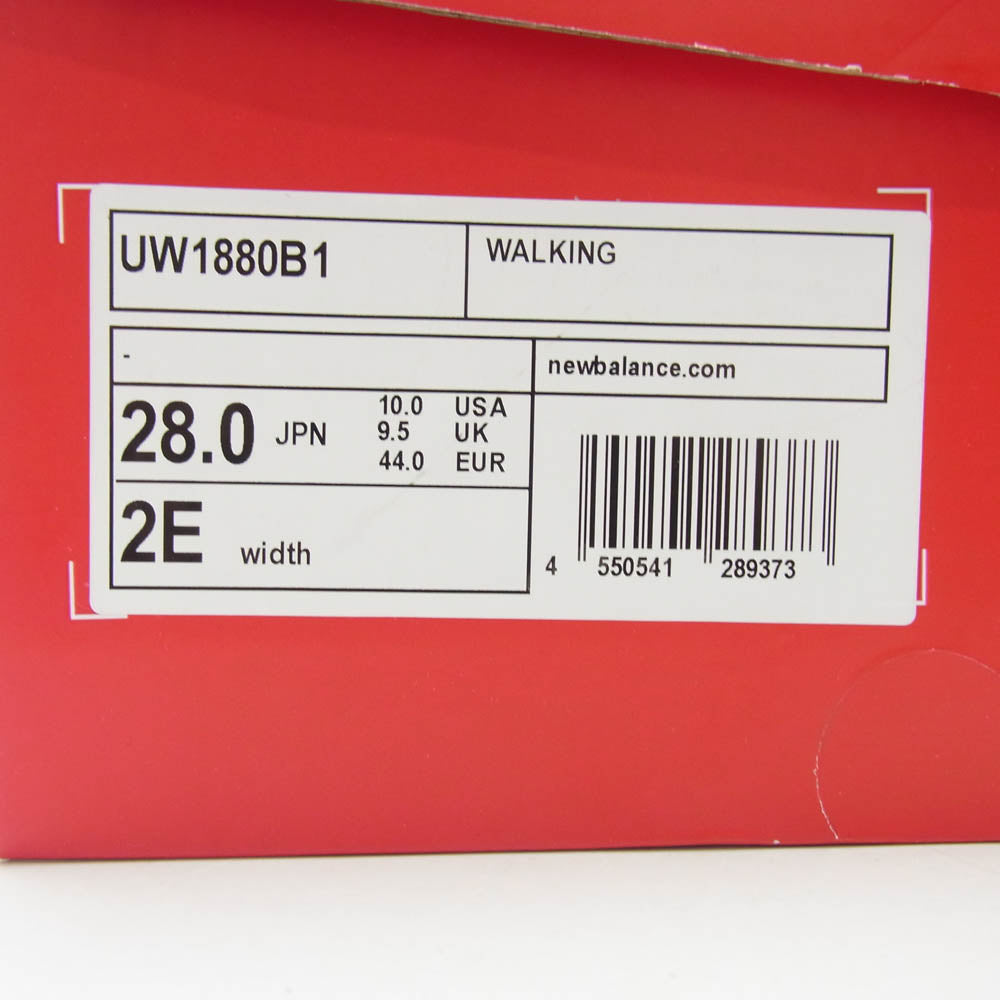 UW1880B1
WALKING
-
newbalance.com
28.0 JPN
10.0 USA
9.5 UK
44.0 EUR
2E width
4 550541 289373